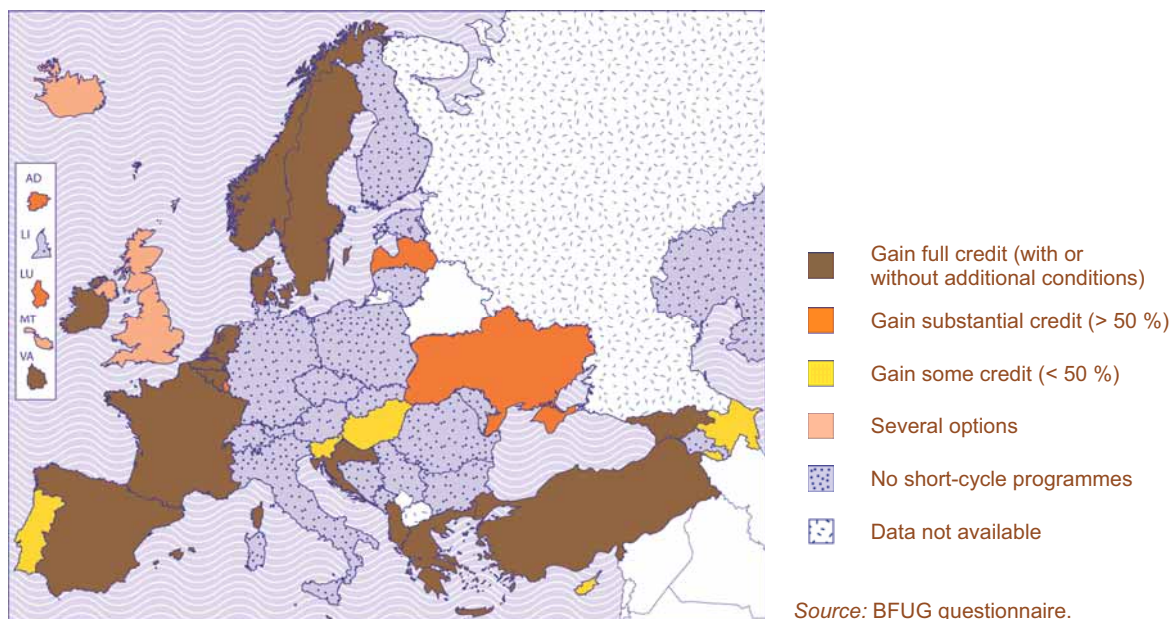 AD
LI
LU
MT
VA
Gain full credit (with or
without additional conditions)
Gain substantial credit (> 50 %)
Gain some credit (< 50 %)
Several options
No short-cycle programmes
Data not available
Source: BFUG questionnaire.